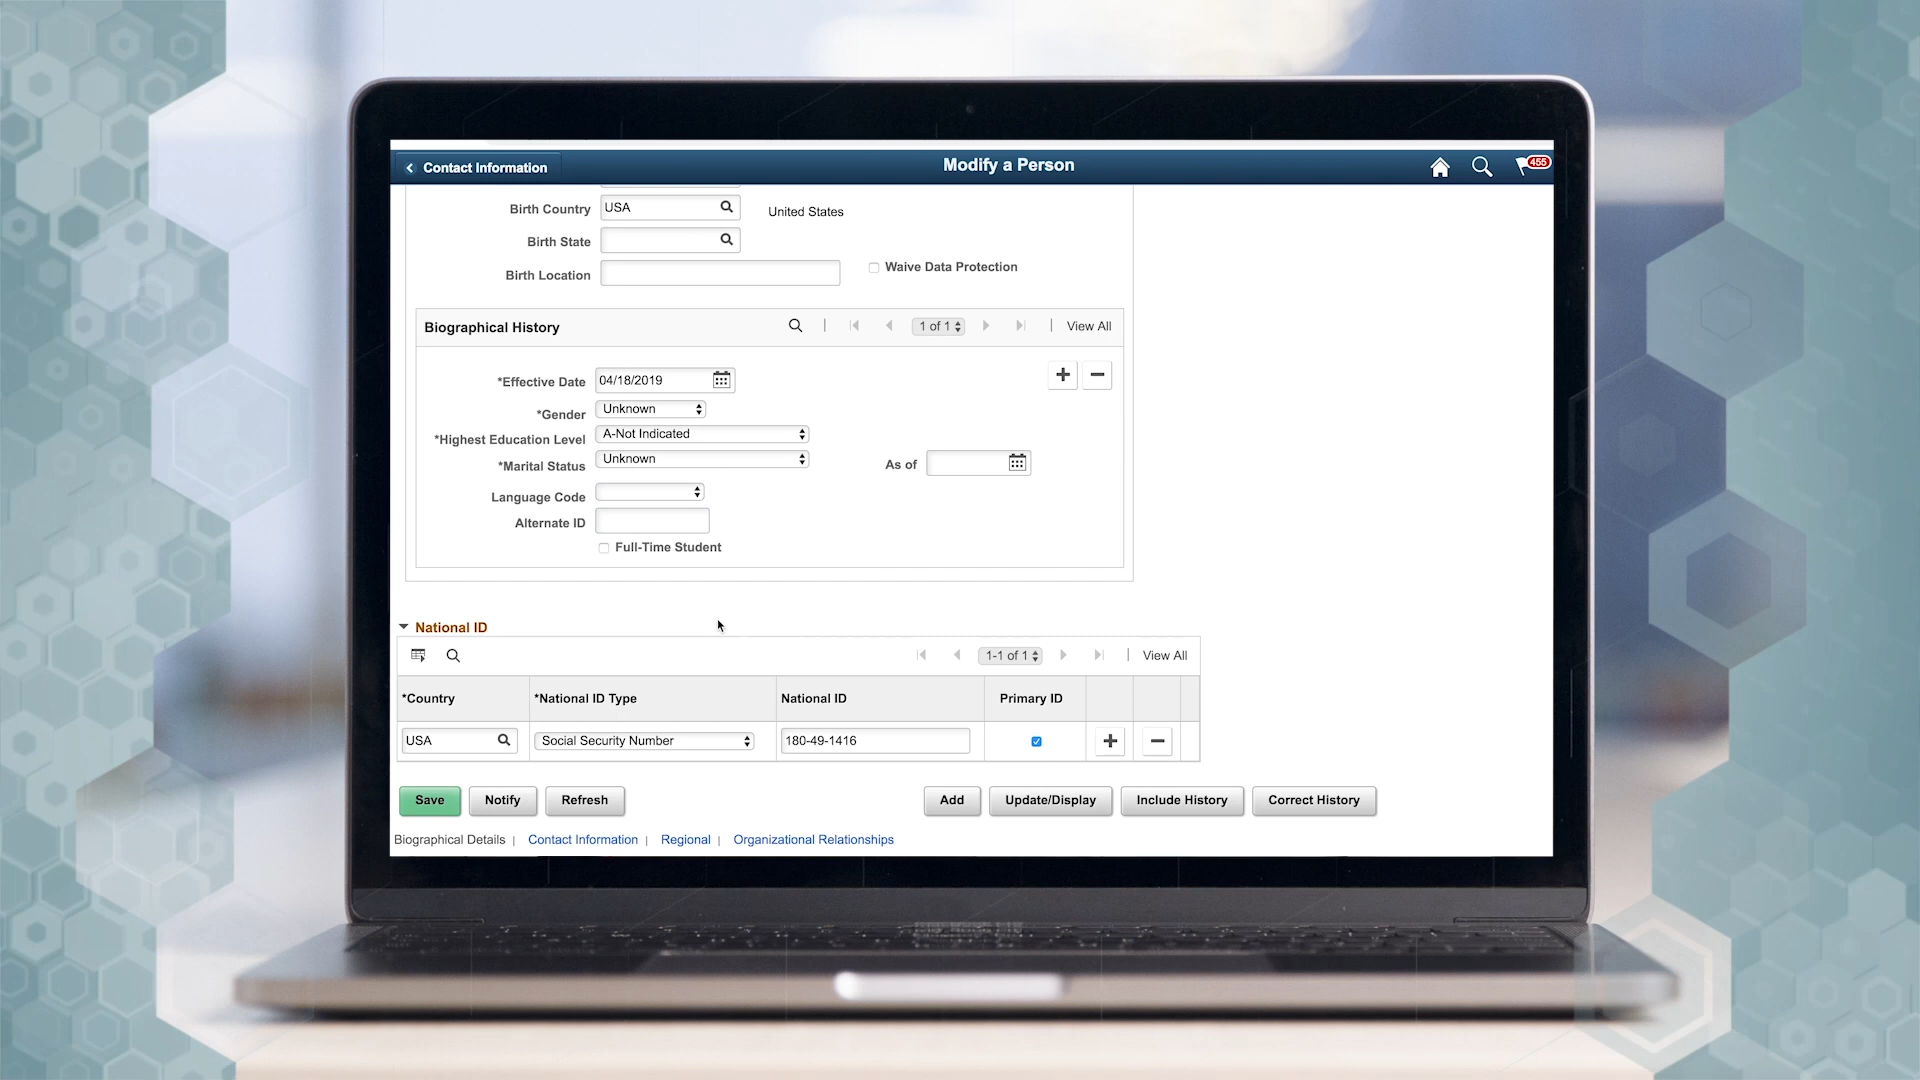 Contact Information
Modify a Person
455
Birth Country USA United States
Birth State
Birth Location Waive Data Protection
Biographical History 1 of 1 | View All
*Effective Date 04/18/2019
*Gender Unknown
*Highest Education Level A-Not Indicated
*Marital Status Unknown As of
Language Code
Alternate ID
Full-Time Student
National ID
1-1 of 1 | View All
*Country *National ID Type National ID Primary ID
USA Social Security Number 180-49-1416
Save Notify Refresh Add Update/Display Include History Correct History
Biographical Details | Contact Information | Regional | Organizational Relationships